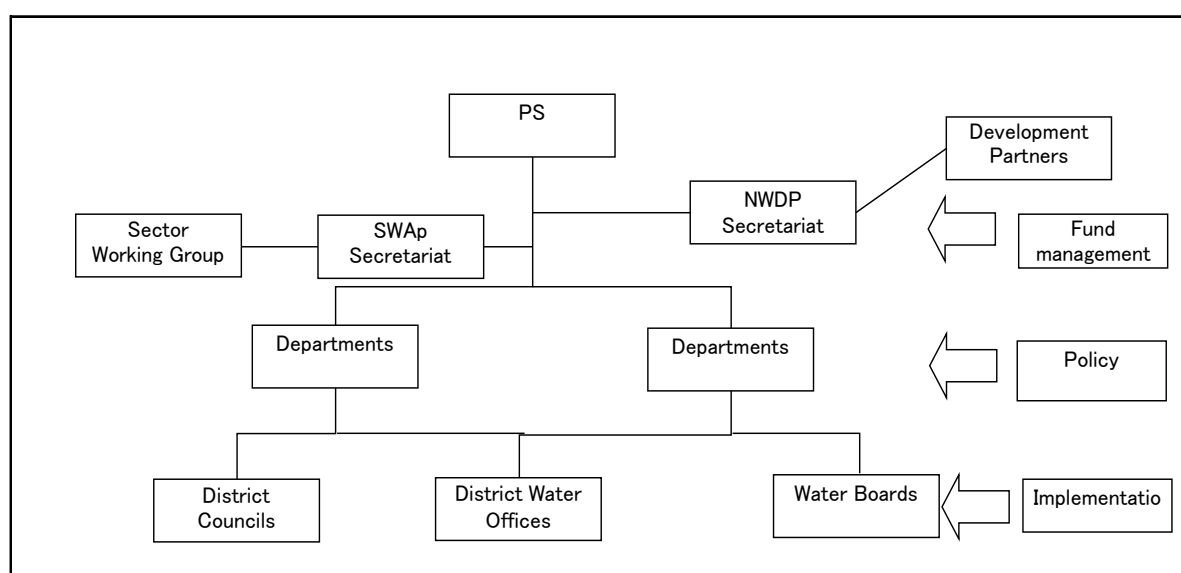 PS
Development
Partners
NWDP
Secretariat
Sector
Working Group
SWAp
Secretariat
Fund
management
Departments
Departments
Policy
District
Councils
District Water
Offices
Water Boards
Implementatio